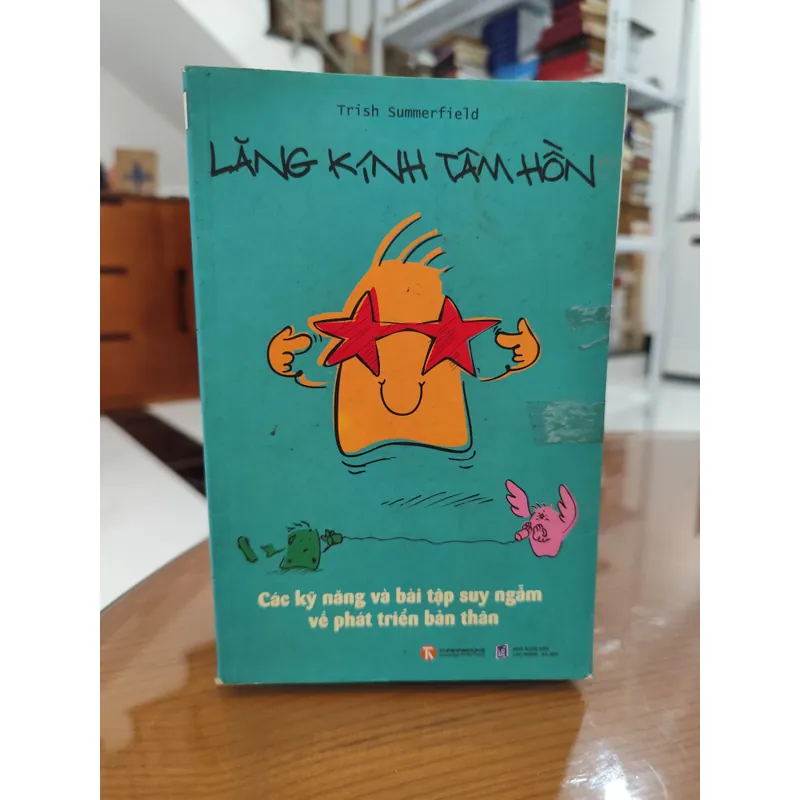 Trish Summerfield
LĂNG KÍNH TÂM HỒN
Các kỹ năng và bài tập suy ngẫm
về phát triển bản thân